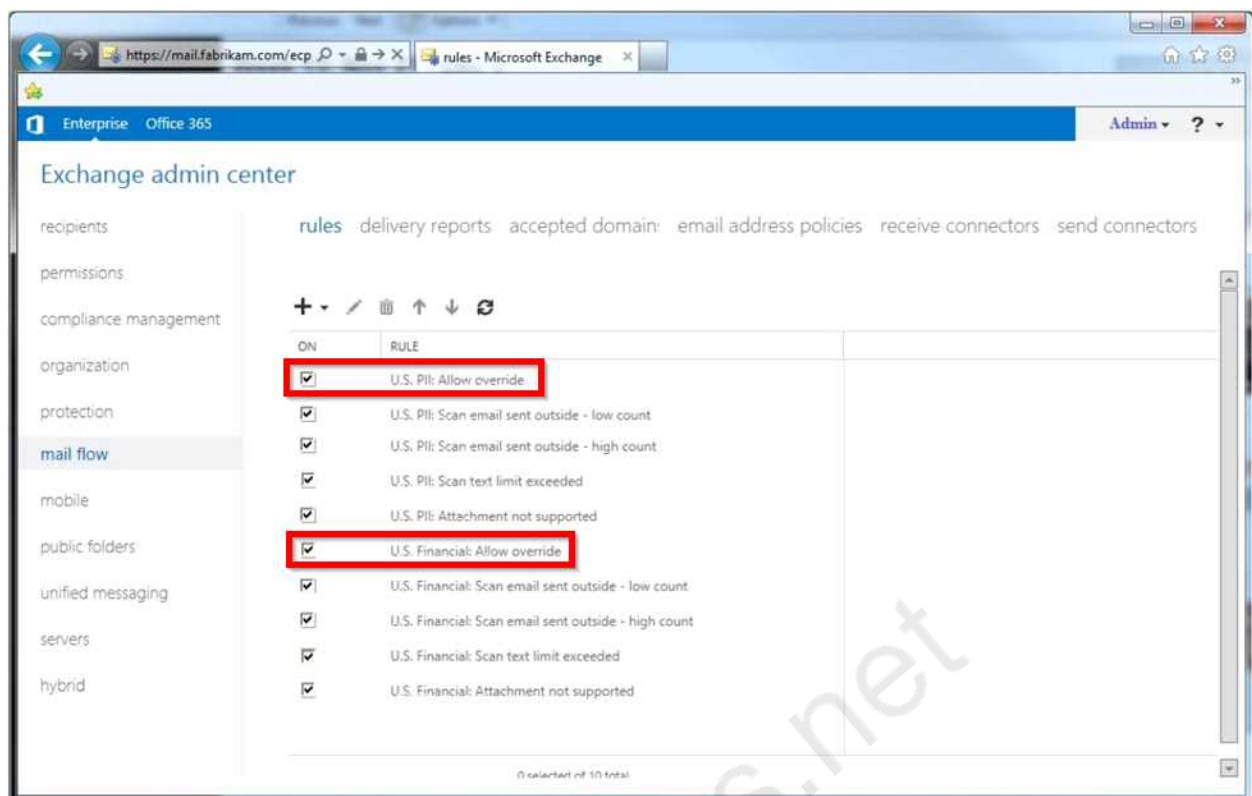 https://mail.fabrikam.com/ecp
rules - Microsoft Exchange
Enterprise Office 365
Admin ?
Exchange admin center
recipients
permissions
compliance management
organization
protection
mail flow
mobile
public folders
unified messaging
servers
hybrid
rules delivery reports accepted domain: email address policies receive connectors send connectors
ON RULE
U.S. PII: Allow override
U.S. PII: Scan email sent outside - low count
U.S. PII: Scan email sent outside - high count
U.S. PII: Scan text limit exceeded
U.S. PII: Attachment not supported
U.S. Financial: Allow override
U.S. Financial: Scan email sent outside - low count
U.S. Financial: Scan email sent outside - high count
U.S. Financial: Scan text limit exceeded
U.S. Financial: Attachment not supported
0 selected of 10 total
s.net